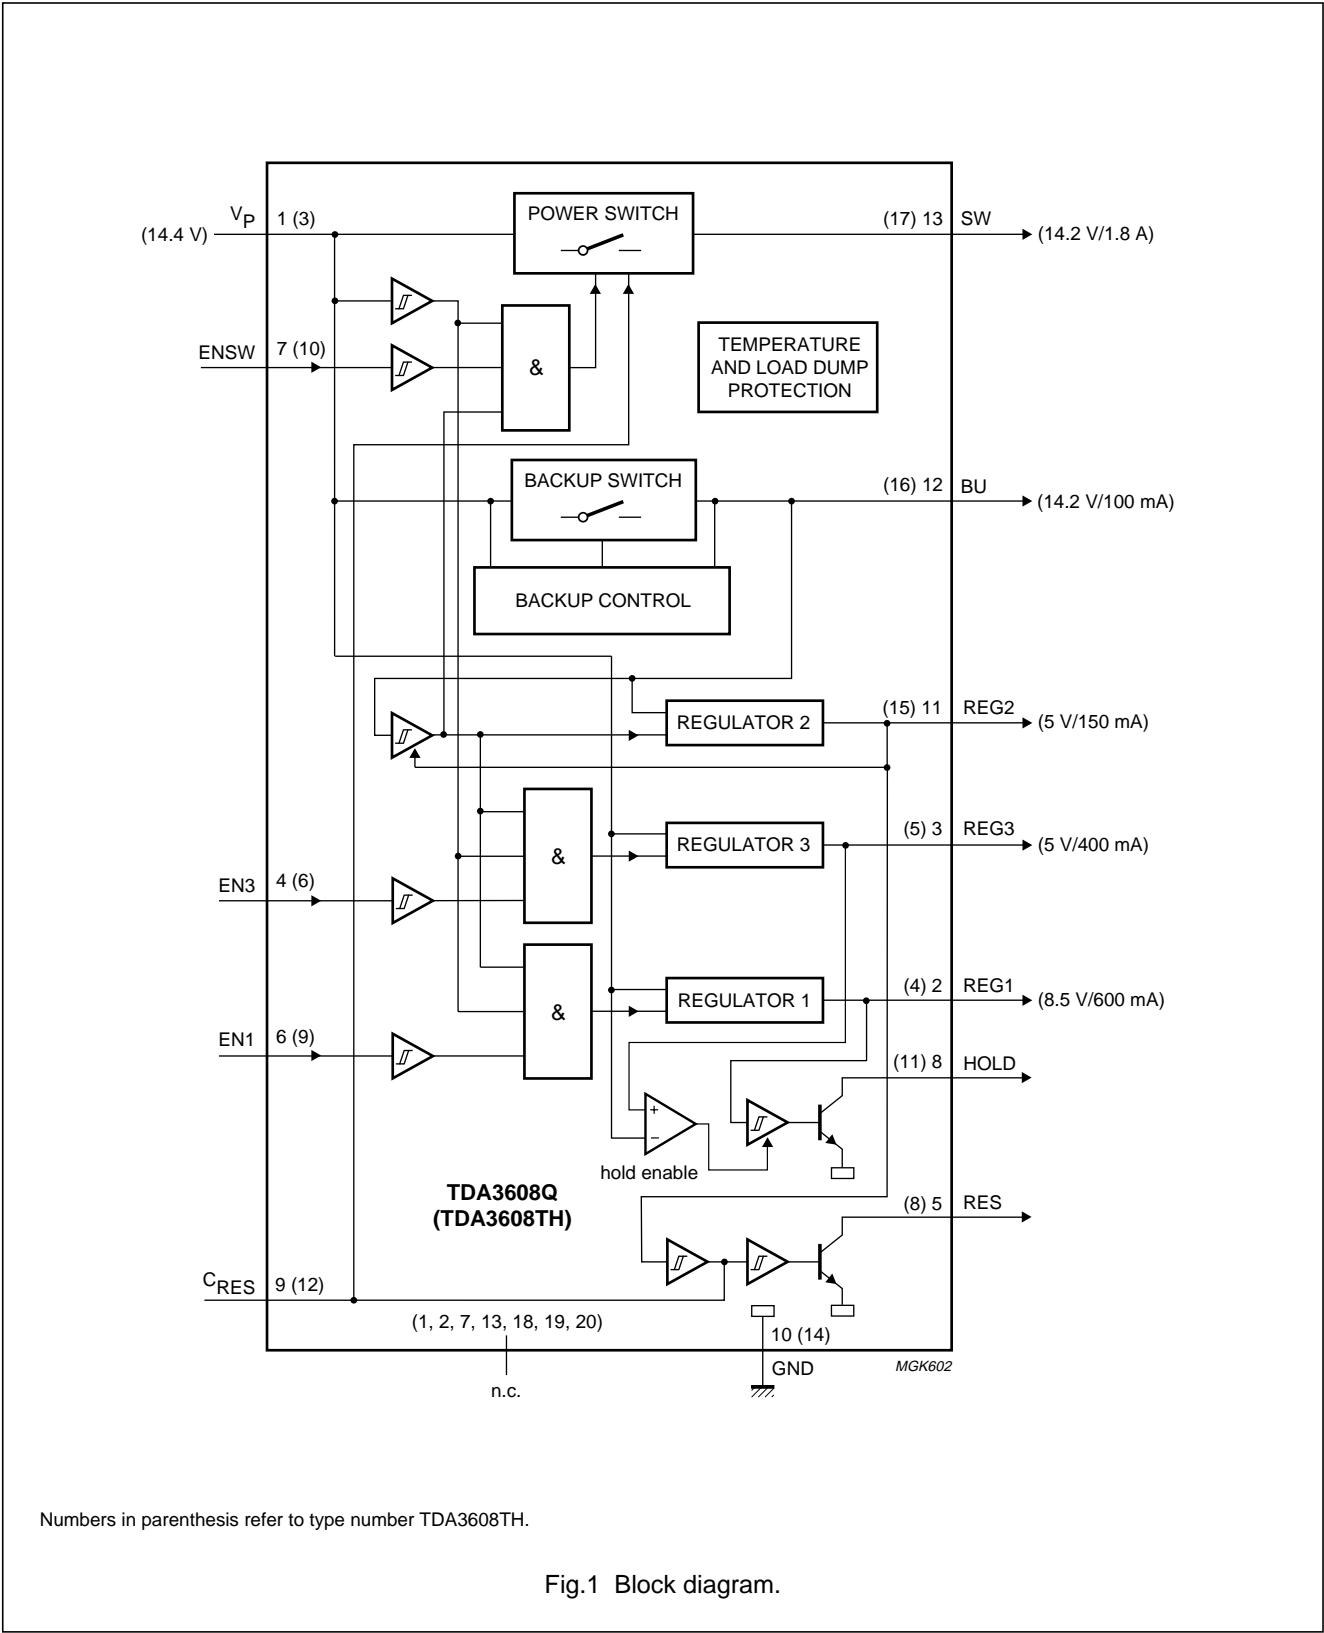 V_P
(14.4 V)
1 (3)
POWER SWITCH
(17) 13
SW
(14.2 V/1.8 A)
ENSW
7 (10)
&
TEMPERATURE
AND LOAD DUMP
PROTECTION
BACKUP SWITCH
(16) 12
BU
(14.2 V/100 mA)
BACKUP CONTROL
REGULATOR 2
(15) 11
REG2
(5 V/150 mA)
&
REGULATOR 3
(5) 3
REG3
(5 V/400 mA)
EN3
4 (6)
&
REGULATOR 1
(4) 2
REG1
(8.5 V/600 mA)
EN1
6 (9)
(11) 8
HOLD
+
−
hold enable
TDA3608Q
(TDA3608TH)
(8) 5
RES
C_RES
9 (12)
(1, 2, 7, 13, 18, 19, 20)
n.c.
10 (14)
GND
MGK602
Numbers in parenthesis refer to type number TDA3608TH.
Fig.1 Block diagram.